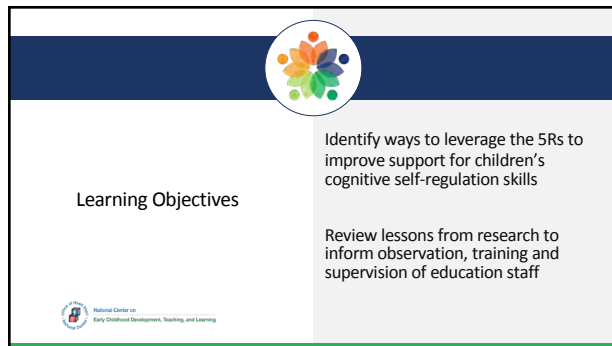 Learning Objectives
Identify ways to leverage the 5Rs to
improve support for children's
cognitive self-regulation skills
Review lessons from research to
inform observation, training and
supervision of education staff
National Center on
Early Childhood Development, Teaching, and Learning